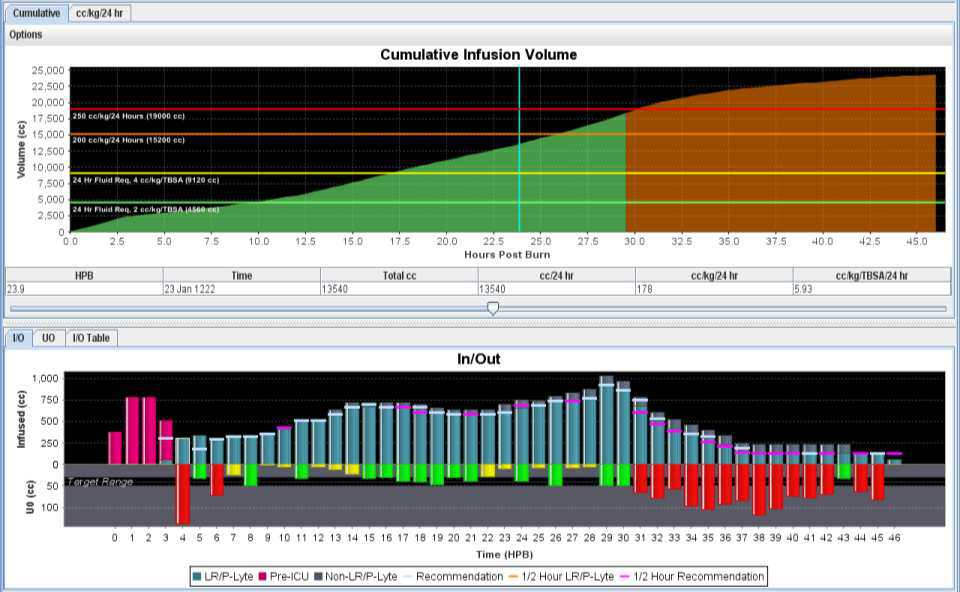 Cumulative cc/kg/24 hr
Options
Cumulative Infusion Volume
Volume (cc)
25,000
22,500
20,000
17,500
15,000
12,500
10,000
7,500
5,000
2,500
0
250 cc/kg/24 Hours (19000 cc)
200 cc/kg/24 Hours (15200 cc)
24 Hr Fluid Req, 4 cc/kg/TBSA (9120 cc)
24 Hr Fluid Req, 2 cc/kg/TBSA (4560 cc)
0.0 2.5 5.0 7.5 10.0 12.5 15.0 17.5 20.0 22.5 25.0 27.5 30.0 32.5 35.0 37.5 40.0 42.5 45.0
Hours Post Burn
HPB Time Total cc cc/24 hr cc/kg/24 hr cc/kg/TBSA/24 hr
23.9 23 Jan 1222 13540 13540 178 5.93
I/O UO I/O Table
In/Out
Infused (cc)
1,000
750
500
250
0
UO (cc)
50
100
Target Range
0 1 2 3 4 5 6 7 8 9 10 11 12 13 14 15 16 17 18 19 20 21 22 23 24 25 26 27 28 29 30 31 32 33 34 35 36 37 38 39 40 41 42 43 44 45 46
Time (HPB)
LR/P-Lyte Pre-ICU Non-LR/P-Lyte Recommendation 1/2 Hour LR/P-Lyte 1/2 Hour Recommendation